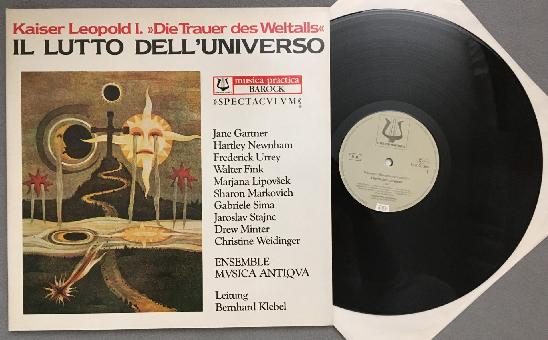 Kaiser Leopold I. »Die Trauer des Weltalls«
IL LUTTO DELL'UNIVERSO
musica practica
BAROCK
»SPECTACVLVM«
Jane Gartner
Hartley Newnham
Frederick Urrey
Walter Fink
Marjana Lipovšek
Sharon Markovich
Gabriele Sima
Jaroslav Stajnc
Drew Minter
Christine Weidinger
ENSEMBLE
MVSICA ANTIQVA
Leitung
Bernhard Klebel